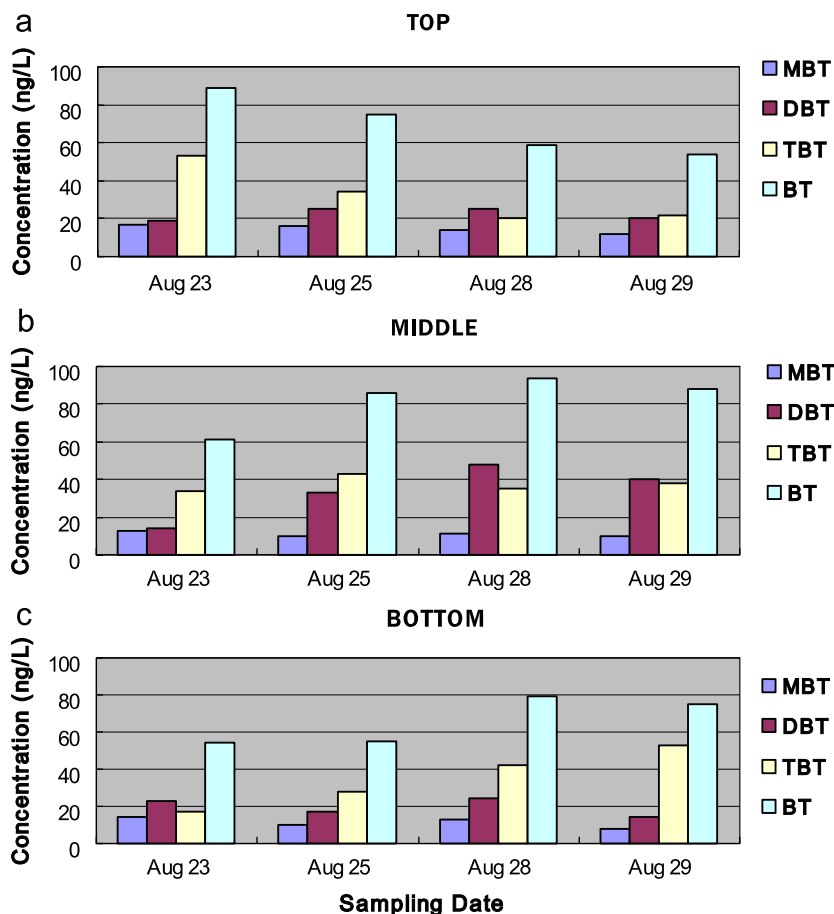 a
TOP
Concentration (ng/L)
100
80
60
40
20
0
Aug 23 Aug 25 Aug 28 Aug 29
MBT
DBT
TBT
BT
b
MIDDLE
Concentration (ng/L)
100
80
60
40
20
0
Aug 23 Aug 25 Aug 28 Aug 29
MBT
DBT
TBT
BT
c
BOTTOM
Concentration (ng/L)
100
80
60
40
20
0
Aug 23 Aug 25 Aug 28 Aug 29
MBT
DBT
TBT
BT
Sampling Date